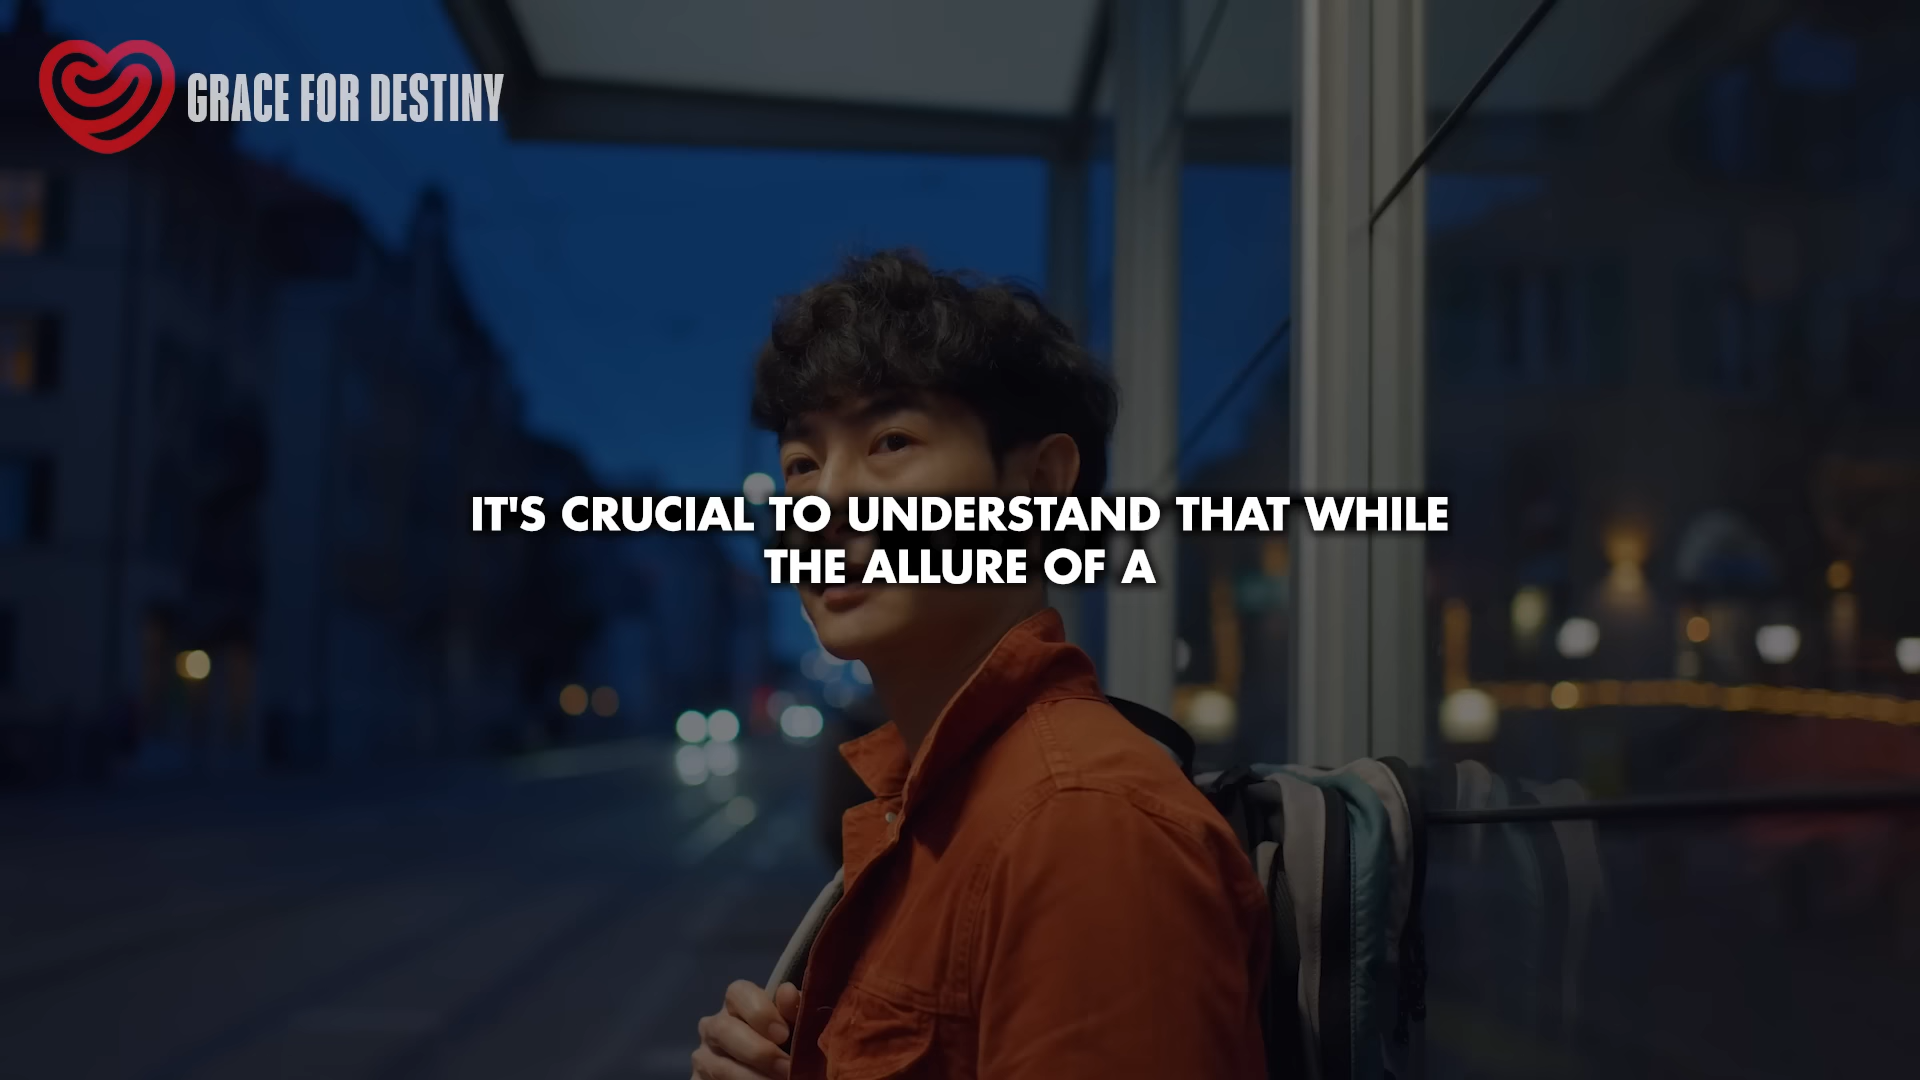 GRACE FOR DESTINY
IT'S CRUCIAL TO UNDERSTAND THAT WHILE
THE ALLURE OF A